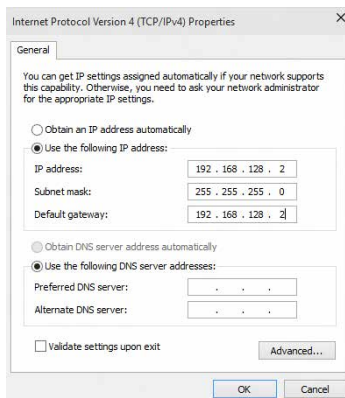 Internet Protocol Version 4 (TCP/IPv4) Properties
General
You can get IP settings assigned automatically if your network supports
this capability. Otherwise, you need to ask your network administrator
for the appropriate IP settings.
Obtain an IP address automatically
Use the following IP address:
IP address: 192 . 168 . 128 . 2
Subnet mask: 255 . 255 . 255 . 0
Default gateway: 192 . 168 . 128 . 2
Obtain DNS server address automatically
Use the following DNS server addresses:
Preferred DNS server: . . .
Alternate DNS server: . . .
Validate settings upon exit
Advanced...
OK Cancel